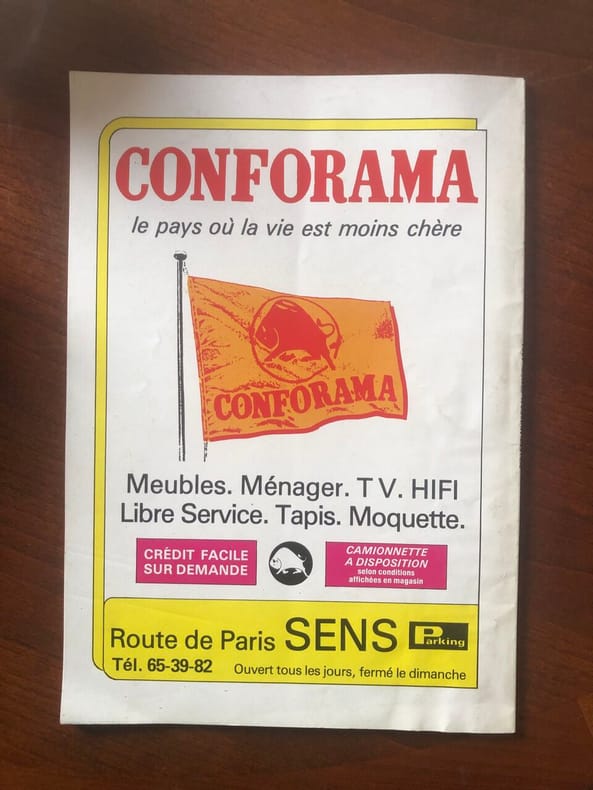 CONFORAMA
le pays où la vie est moins chère
CONFORAMA
Meubles. Ménager. TV. HIFI
Libre Service. Tapis. Moquette.
CRÉDIT FACILE
SUR DEMANDE
CAMIONNETTE
A DISPOSITION
selon conditions
affichées en magasin
Route de Paris SENS Parking
Tél. 65-39-82 Ouvert tous les jours, fermé le dimanche